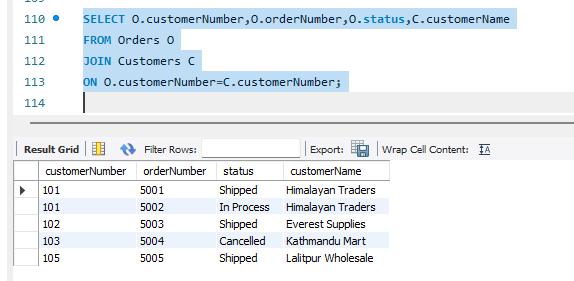 110 SELECT O.customerNumber,O.orderNumber,O.status,C.customerName
111 FROM Orders O
112 JOIN Customers C
113 ON O.customerNumber=C.customerNumber;
114
Result Grid Filter Rows: Export: Wrap Cell Content:
customerNumber orderNumber status customerName
101 5001 Shipped Himalayan Traders
101 5002 In Process Himalayan Traders
102 5003 Shipped Everest Supplies
103 5004 Cancelled Kathmandu Mart
105 5005 Shipped Lalitpur Wholesale